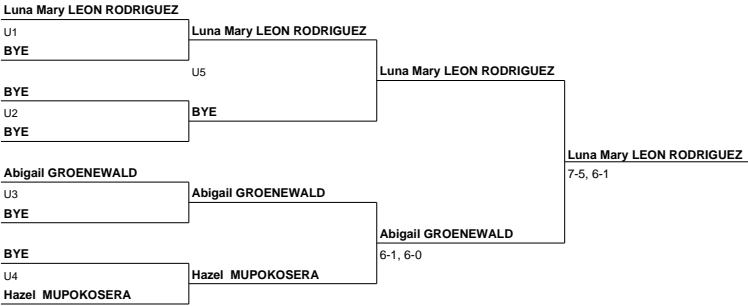 Luna Mary LEON RODRIGUEZ
U1
BYE
Luna Mary LEON RODRIGUEZ
U5
BYE
U2
BYE
BYE
Luna Mary LEON RODRIGUEZ
Abigail GROENEWALD
U3
BYE
Abigail GROENEWALD
BYE
U4
Hazel  MUPOKOSERA
Hazel  MUPOKOSERA
Abigail GROENEWALD
6-1, 6-0
Luna Mary LEON RODRIGUEZ
7-5, 6-1